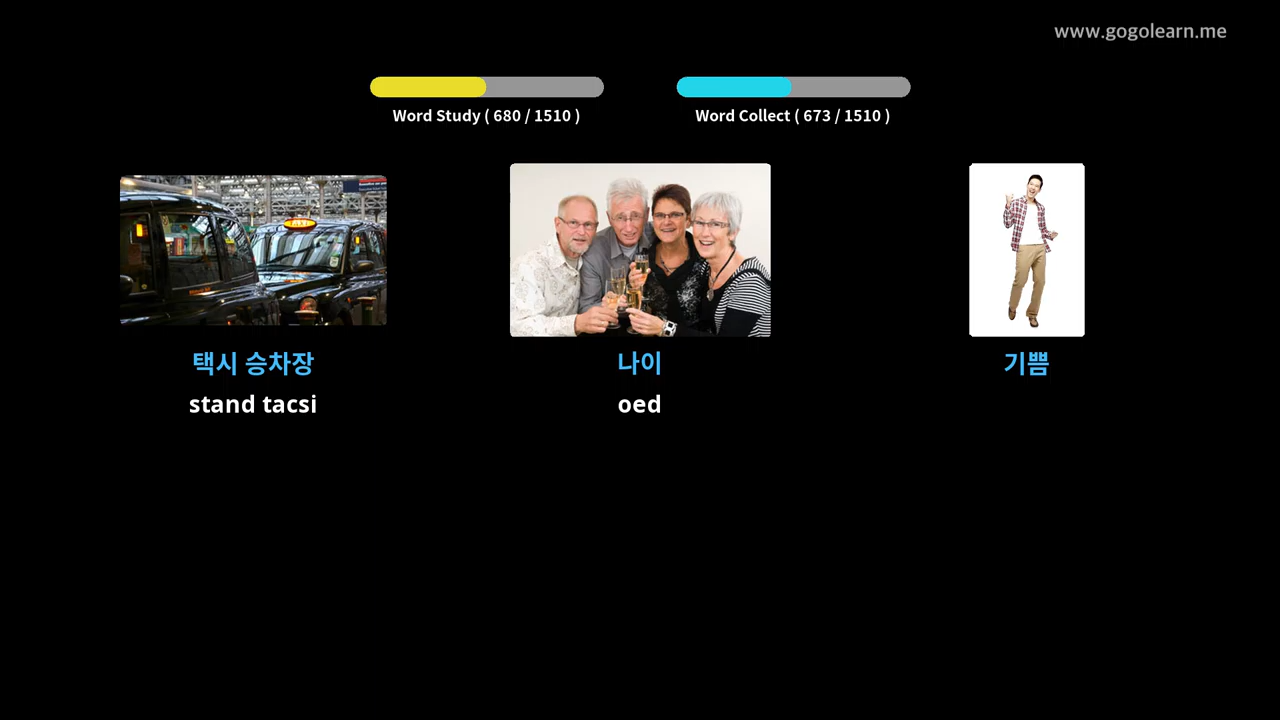 www.gogolearn.me
Word Study ( 680 / 1510 )
Word Collect ( 673 / 1510 )
TAXI
택시 승차장
나이
기쁨
stand tacsi
oed